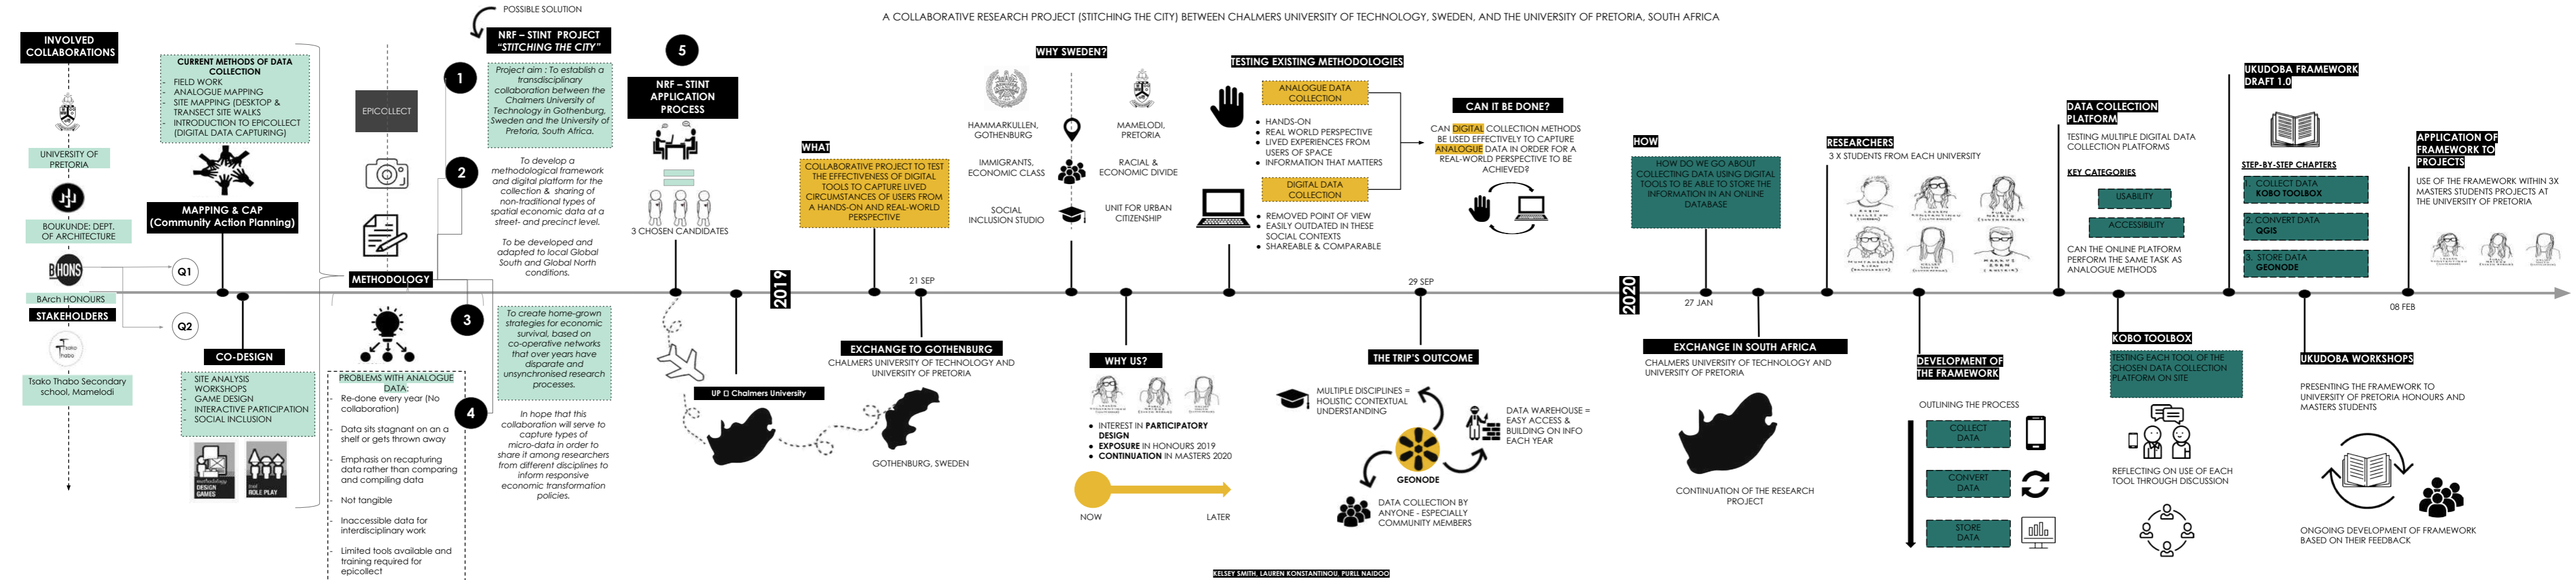 POSSIBLE SOLUTION
A COLLABORATIVE RESEARCH PROJECT (STITCHING THE CITY) BETWEEN CHALMERS UNIVERSITY OF TECHNOLOGY, SWEDEN, AND THE UNIVERSITY OF PRETORIA, SOUTH AFRICA
INVOLVED
COLLABORATIONS
UNIVERSITY OF
PRETORIA
BOUKUNDE: DEPT.
OF ARCHITECTURE
B HONS
BArch HONOURS
STAKEHOLDERS
Tsako
Thabo
Tsako Thabo Secondary
school, Mamelodi
Q1
Q2
CURRENT METHODS OF DATA
COLLECTION
- FIELD WORK
- ANALOGUE MAPPING
- SITE MAPPING (DESKTOP &
TRANSECT SITE WALKS
- INTRODUCTION TO EPICOLLECT
(DIGITAL DATA CAPTURING)
MAPPING & CAP
(Community Action Planning)
CO-DESIGN
- SITE ANALYSIS
- WORKSHOPS
- GAME DESIGN
- INTERACTIVE PARTICIPATION
- SOCIAL INCLUSION
DESIGN
GAMES
ROLE PLAY
EPICOLLECT
METHODOLOGY
PROBLEMS WITH ANALOGUE
DATA:
- Re-done every year (No
collaboration)
- Data sits stagnant on an a
shelf or gets thrown away
- Emphasis on recapturing
data rather than comparing
and compiling data
- Not tangible
- Inaccessible data for
interdisciplinary work
- Limited tools available and
training required for
epicollect
NRF – STINT PROJECT
“STITCHING THE CITY”
1
Project aim : To establish a
transdisciplinary
collaboration between the
Chalmers University of
Technology in Gothenburg,
Sweden and the University of
Pretoria, South Africa.
2
To develop a
methodological framework
and digital platform for the
collection & sharing of
non-traditional types of
spatial economic data at a
street- and precinct level.
To be developed and
adapted to local Global
South and Global North
conditions.
3
To create home-grown
strategies for economic
survival, based on
co-operative networks
that over years have
disparate and
unsynchronised research
processes.
4
In hope that this
collaboration will serve to
capture types of
micro-data in order to
share it among researchers
from different disciplines to
inform responsive
economic transformation
policies.
5
NRF – STINT
APPLICATION
PROCESS
3 CHOSEN CANDIDATES
UP ▯ Chalmers University
2019
WHAT
COLLABORATIVE PROJECT TO TEST
THE EFFECTIVENESS OF DIGITAL
TOOLS TO CAPTURE LIVED
CIRCUMSTANCES OF USERS FROM
A HANDS-ON AND REAL-WORLD
PERSPECTIVE
21 SEP
EXCHANGE TO GOTHENBURG
CHALMERS UNIVERSITY OF TECHNOLOGY AND
UNIVERSITY OF PRETORIA
GOTHENBURG, SWEDEN
WHY SWEDEN?
HAMMARKULLEN,
GOTHENBURG
MAMELODI,
PRETORIA
IMMIGRANTS,
ECONOMIC CLASS
RACIAL &
ECONOMIC DIVIDE
SOCIAL
INCLUSION STUDIO
UNIT FOR URBAN
CITIZENSHIP
WHY US?
• INTEREST IN PARTICIPATORY
DESIGN
• EXPOSURE IN HONOURS 2019
• CONTINUATION IN MASTERS 2020
NOW
LATER
TESTING EXISTING METHODOLOGIES
ANALOGUE DATA
COLLECTION
• HANDS-ON
• REAL WORLD PERSPECTIVE
• LIVED EXPERIENCES FROM
USERS OF SPACE
• INFORMATION THAT MATTERS
DIGITAL DATA
COLLECTION
• REMOVED POINT OF VIEW
• EASILY OUTDATED IN THESE
SOCIAL CONTEXTS
• SHAREABLE & COMPARABLE
CAN IT BE DONE?
CAN DIGITAL COLLECTION METHODS
BE USED EFFECTIVELY TO CAPTURE
ANALOGUE DATA IN ORDER FOR A
REAL-WORLD PERSPECTIVE TO BE
ACHIEVED?
29 SEP
THE TRIP'S OUTCOME
MULTIPLE DISCIPLINES =
HOLISTIC CONTEXTUAL
UNDERSTANDING
DATA WAREHOUSE =
EASY ACCESS &
BUILDING ON INFO
EACH YEAR
GEONODE
DATA COLLECTION BY
ANYONE - ESPECIALLY
COMMUNITY MEMBERS
KELSEY SMITH, LAUREN KONSTANTINOU, PURLL NAIDOO
2020
HOW
HOW DO WE GO ABOUT
COLLECTING DATA USING DIGITAL
TOOLS TO BE ABLE TO STORE THE
INFORMATION IN AN ONLINE
DATABASE
27 JAN
EXCHANGE IN SOUTH AFRICA
CHALMERS UNIVERSITY OF TECHNOLOGY AND
UNIVERSITY OF PRETORIA
CONTINUATION OF THE RESEARCH
PROJECT
RESEARCHERS
3 X STUDENTS FROM EACH UNIVERSITY
DEVELOPMENT OF
THE FRAMEWORK
OUTLINING THE PROCESS
COLLECT
DATA
CONVERT
DATA
STORE
DATA
DATA COLLECTION
PLATFORM
TESTING MULTIPLE DIGITAL DATA
COLLECTION PLATFORMS
KEY CATEGORIES
USABILITY
ACCESSIBILITY
CAN THE ONLINE PLATFORM
PERFORM THE SAME TASK AS
ANALOGUE METHODS
KOBO TOOLBOX
TESTING EACH TOOL OF THE
CHOSEN DATA COLLECTION
PLATFORM ON SITE
REFLECTING ON USE OF EACH
TOOL THROUGH DISCUSSION
UKUDOBA FRAMEWORK
DRAFT 1.0
STEP-BY-STEP CHAPTERS
1. COLLECT DATA
KOBO TOOLBOX
2. CONVERT DATA
QGIS
3. STORE DATA
GEONODE
UKUDOBA WORKSHOPS
PRESENTING THE FRAMEWORK TO
UNIVERSITY OF PRETORIA HONOURS AND
MASTERS STUDENTS
ONGOING DEVELOPMENT OF FRAMEWORK
BASED ON THEIR FEEDBACK
APPLICATION OF
FRAMEWORK TO
PROJECTS
USE OF THE FRAMEWORK WITHIN 3X
MASTERS STUDENTS PROJECTS AT
THE UNIVERSITY OF PRETORIA
08 FEB